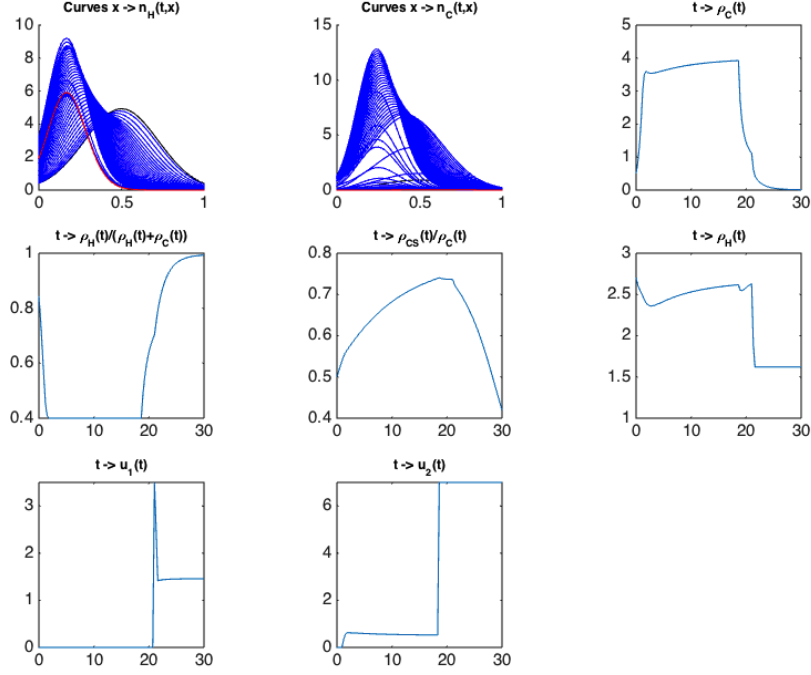 Curves x -> n_H(t,x)
Curves x -> n_C(t,x)
t -> ρ_C(t)
10
8
6
4
2
0
0 0.5 1
15
10
5
0
0 0.5 1
5
4
3
2
1
0
0 10 20 30
t -> ρ_H(t)/(ρ_H(t)+ρ_C(t))
t -> ρ_CS(t)/ρ_C(t)
t -> ρ_H(t)
1
0.8
0.6
0.4
0 10 20 30
0.8
0.7
0.6
0.5
0.4
0 10 20 30
3
2.5
2
1.5
1
0 10 20 30
t -> u_1(t)
t -> u_2(t)
3
2
1
0
0 10 20 30
6
4
2
0
0 10 20 30